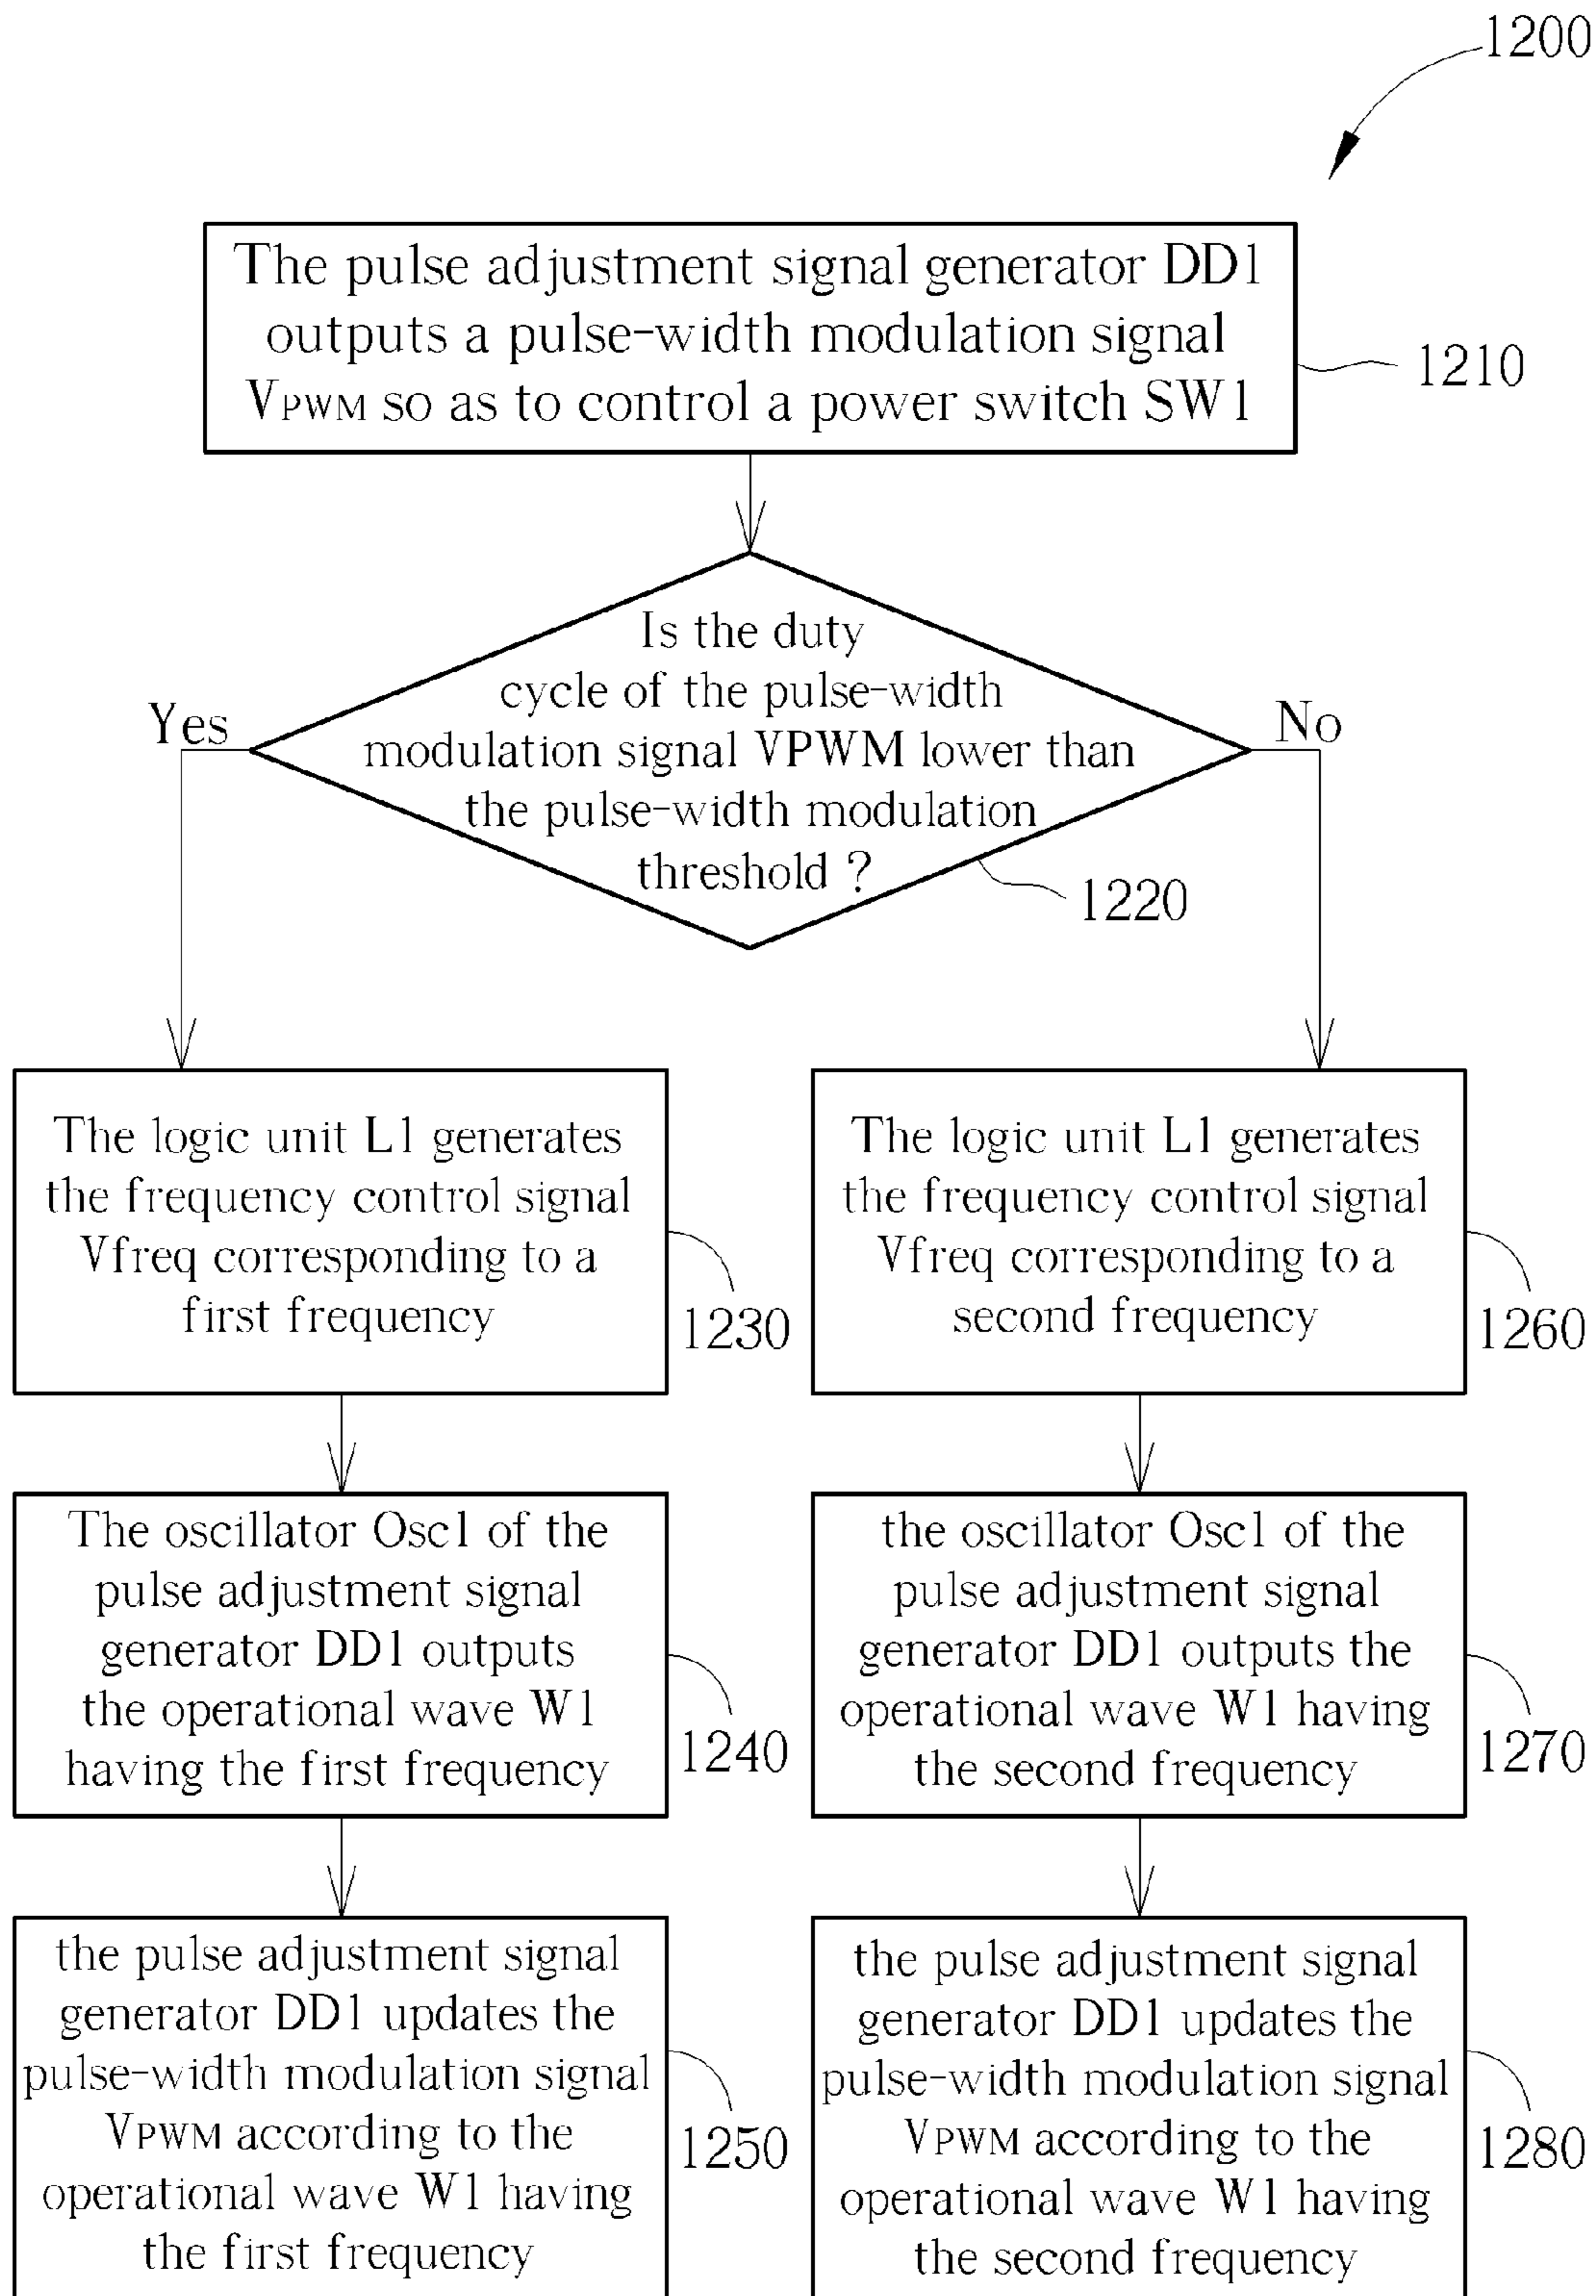 1200
The pulse adjustment signal generator DD1
outputs a pulse-width modulation signal
VPWM so as to control a power switch SW1
1210
Is the duty
cycle of the pulse-width
modulation signal VPWM lower than
the pulse-width modulation
threshold ?
1220
Yes
No
The logic unit L1 generates
the frequency control signal
Vfreq corresponding to a
first frequency
1230
The logic unit L1 generates
the frequency control signal
Vfreq corresponding to a
second frequency
1260
The oscillator Osc1 of the
pulse adjustment signal
generator DD1 outputs
the operational wave W1
having the first frequency
1240
the oscillator Osc1 of the
pulse adjustment signal
generator DD1 outputs the
operational wave W1 having
the second frequency
1270
the pulse adjustment signal
generator DD1 updates the
pulse-width modulation signal
VPWM according to the
operational wave W1 having
the first frequency
1250
the pulse adjustment signal
generator DD1 updates the
pulse-width modulation signal
VPWM according to the
operational wave W1 having
the second frequency
1280